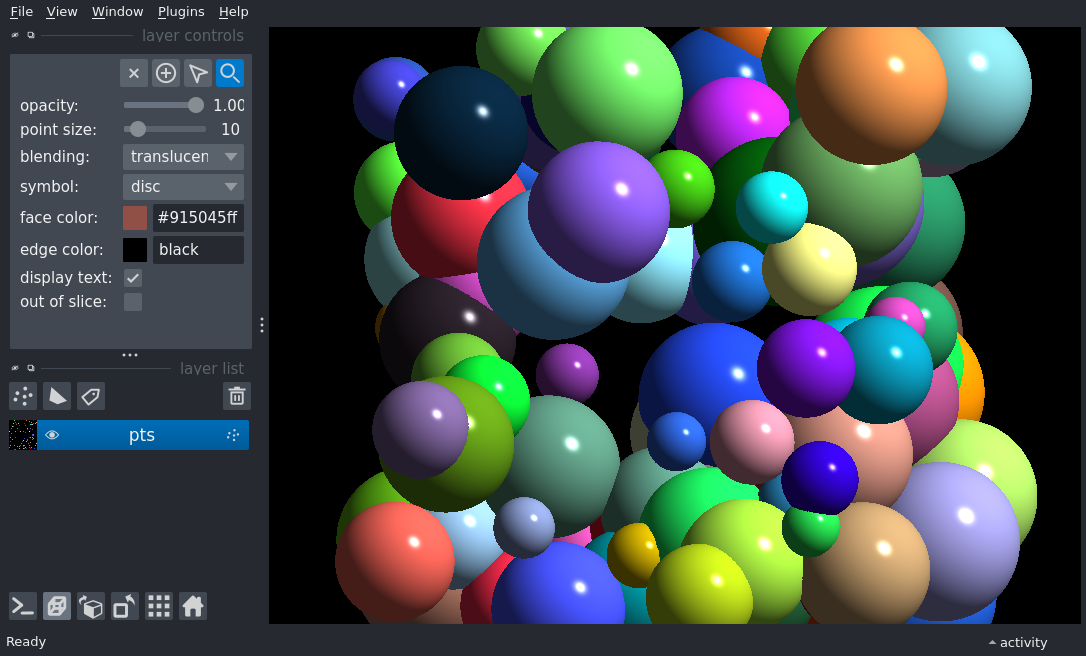 File View Window Plugins Help
layer controls
opacity: 1.00
point size: 10
blending: translucen
symbol: disc
face color: #915045ff
edge color: black
display text:
out of slice:
layer list
pts
Ready activity